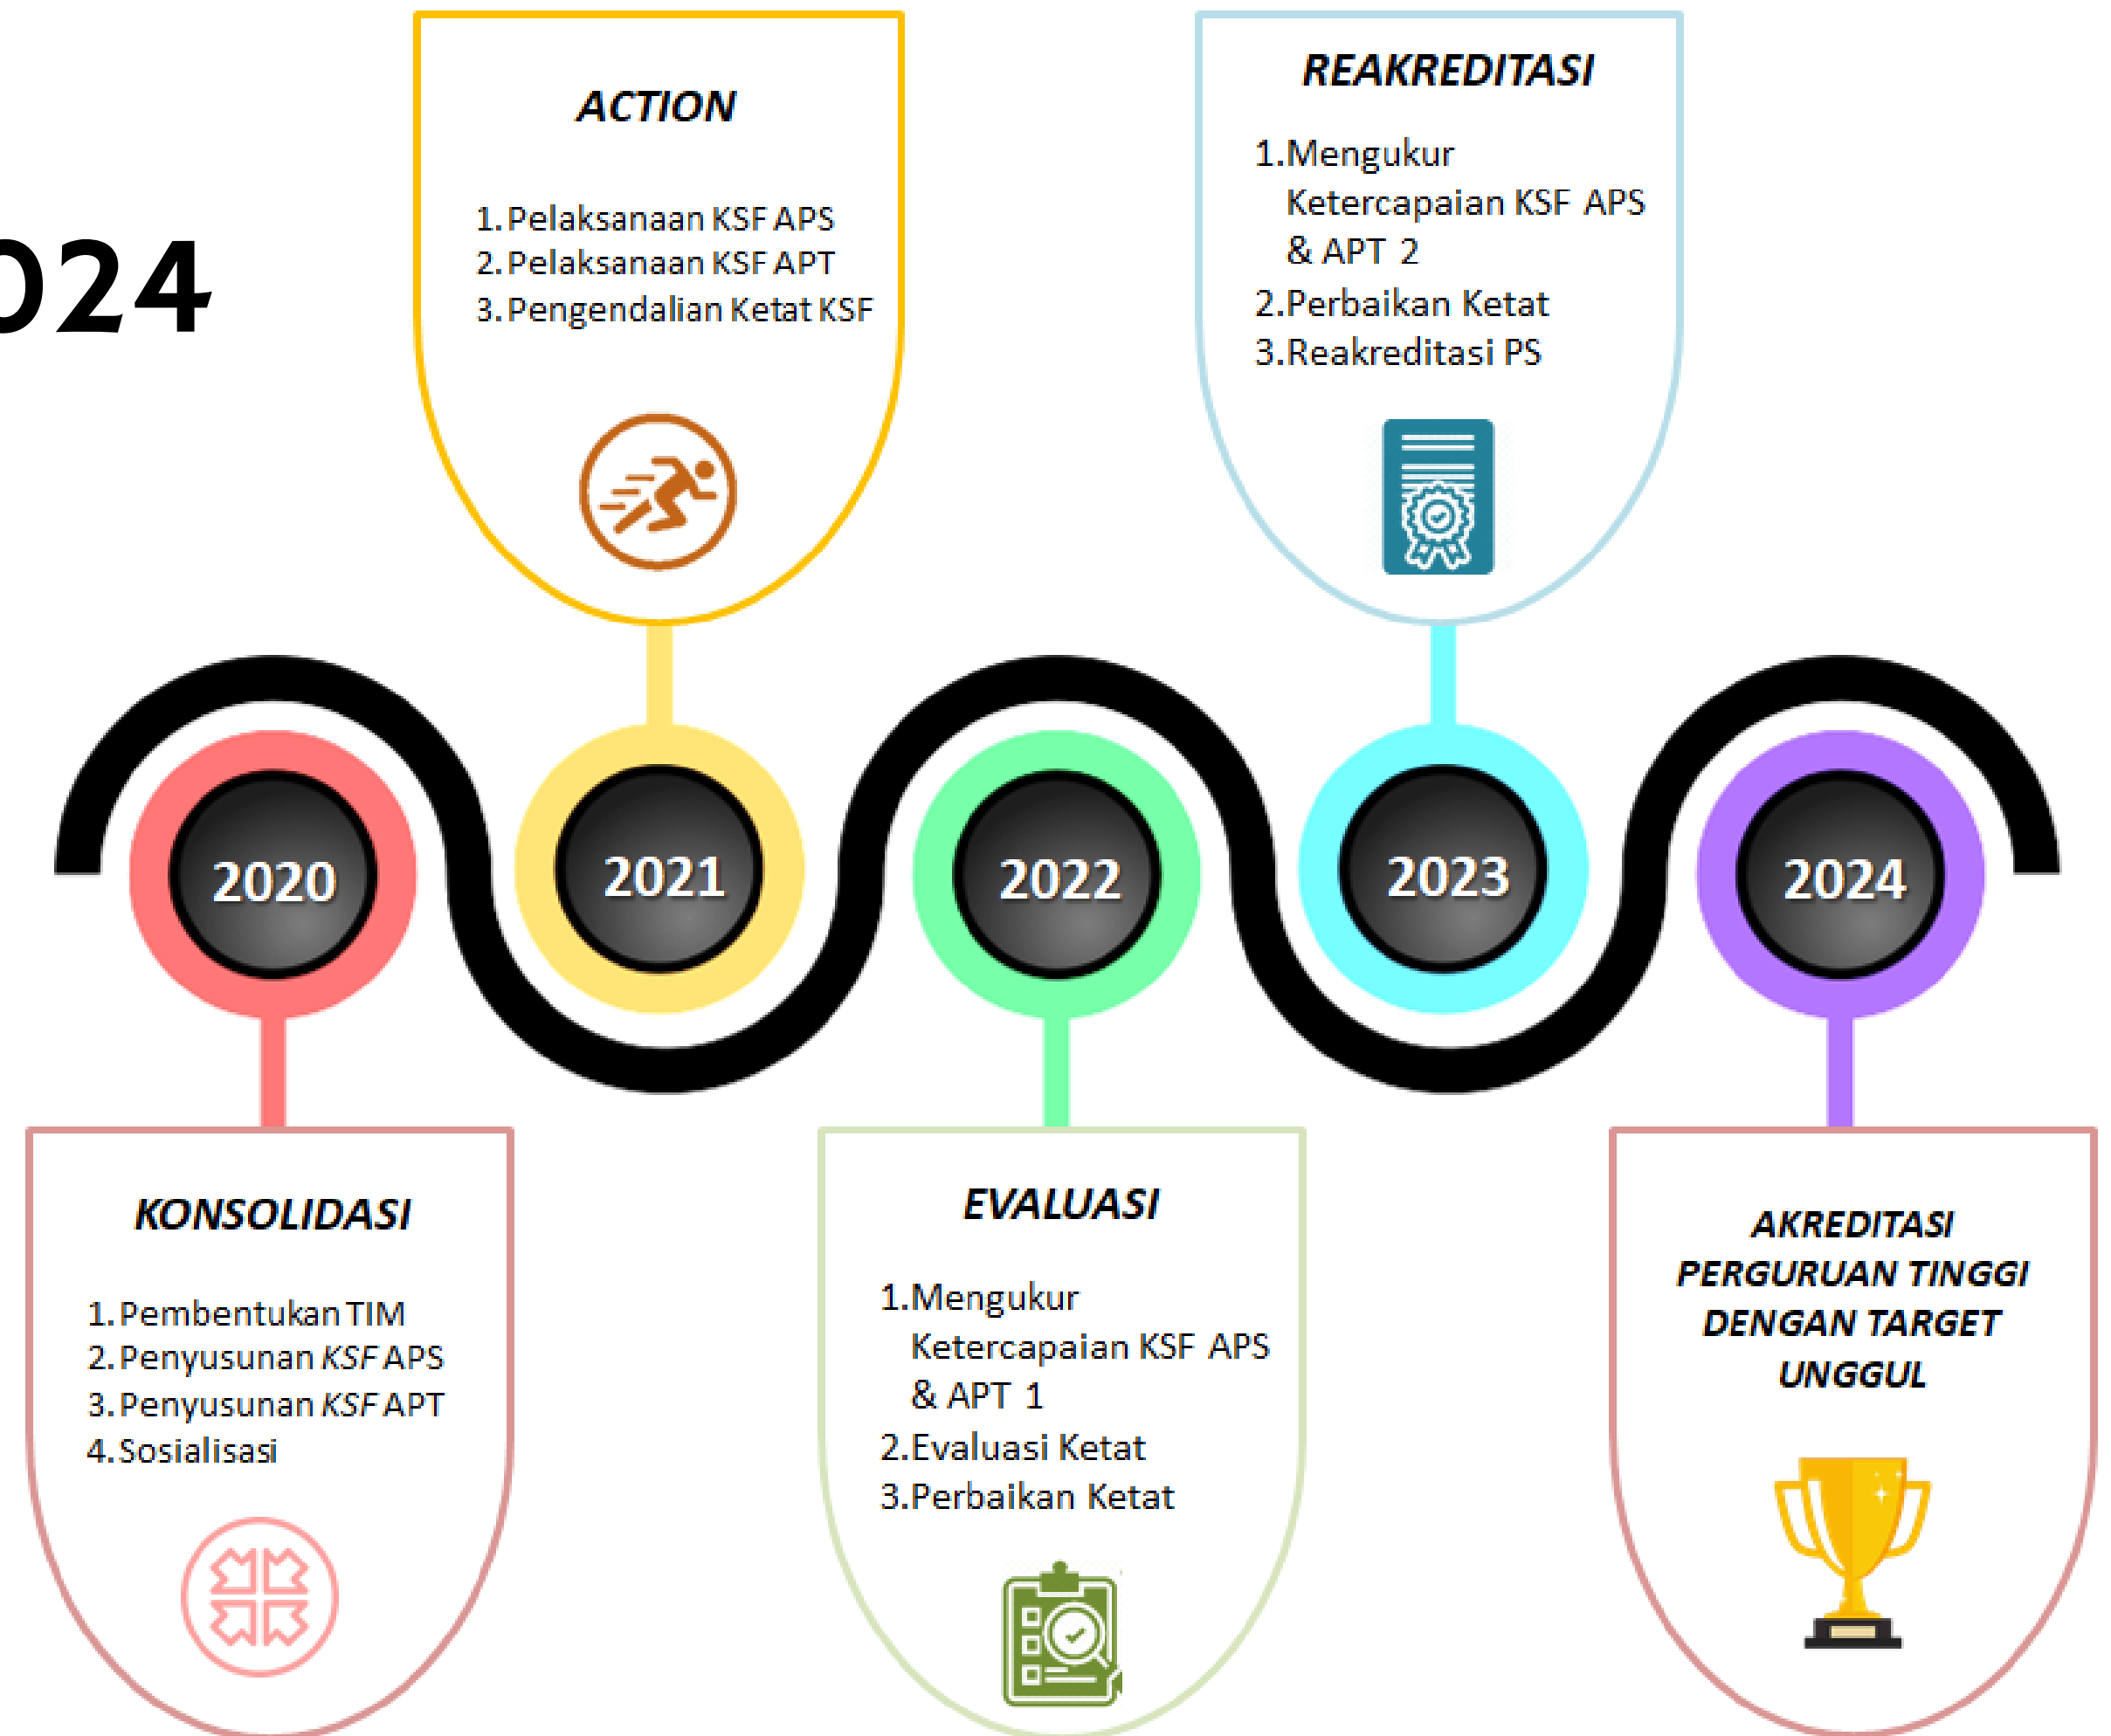 024
ACTION
1. Pelaksanaan KSF APS
2. Pelaksanaan KSF APT
3. Pengendalian Ketat KSF
REAKREDITASI
1.Mengukur
Ketercapaian KSF APS
& APT 2
2.Perbaikan Ketat
3.Reakreditasi PS
2020
2021
2022
2023
2024
KONSOLIDASI
1. Pembentukan TIM
2. Penyusunan KSF APS
3. Penyusunan KSF APT
4. Sosialisasi
EVALUASI
1.Mengukur
Ketercapaian KSF APS
& APT 1
2.Evaluasi Ketat
3.Perbaikan Ketat
AKREDITASI
PERGURUAN TINGGI
DENGAN TARGET
UNGGUL